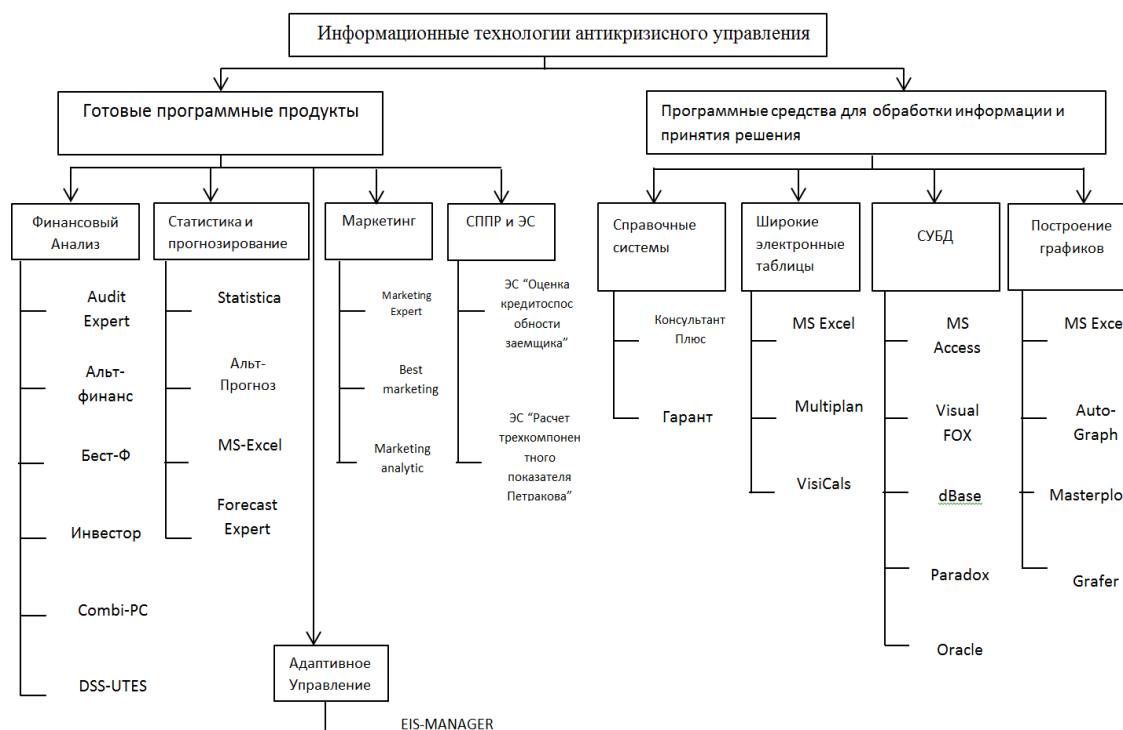 Информационные технологии антикризисного управления
Готовые программные продукты
Программные средства для обработки информации и
принятия решения
Финансовый
Анализ
Audit
Expert
Альт-
финанс
Бест-Ф
Инвестор
Combi-PC
DSS-UTES
Статистика и
прогнозирование
Statistica
Альт-
Прогноз
MS-Excel
Forecast
Expert
Адаптивное
Управление
EIS-MANAGER
Маркетинг
Marketing
Expert
Best
marketing
Marketing
analytic
СППР и ЭС
ЭС “Оценка
кредитоспос
обности
заемщика”
ЭС “Расчет
трехкомпонен
тного
показателя
Петракова”
Справочные
системы
Консультант
Плюс
Гарант
Широкие
электронные
таблицы
MS Excel
Multiplan
VisiCals
СУБД
MS
Access
Visual
FOX
dBase
Paradox
Oracle
Построение
графиков
MS Exce
Auto-
Graph
Masterplo
Grafer